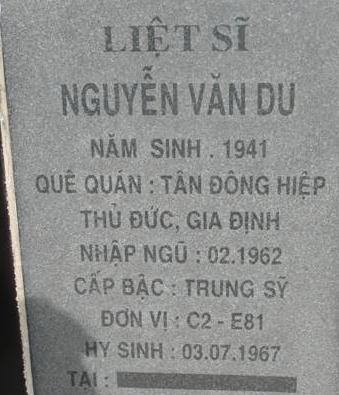 LIỆT SĨ
NGUYỄN VĂN DU
NĂM SINH . 1941
QUÊ QUÁN : TÂN ĐÔNG HIỆP
THỦ ĐỨC, GIA ĐỊNH
NHẬP NGŨ : 02.1962
CẤP BẬC : TRUNG SỸ
ĐƠN VỊ : C2 - E81
HY SINH : 03.07.1967
TẠI :